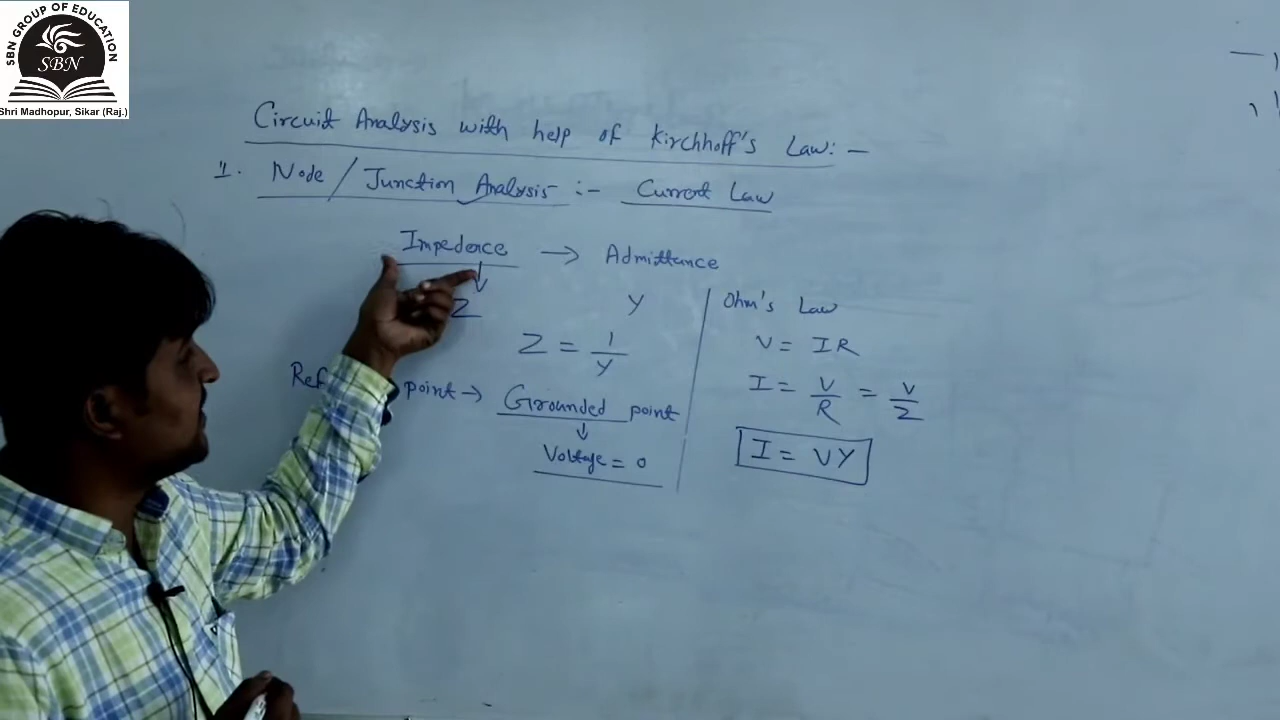 SBN GROUP OF EDUCATION
SBN
Shri Madhopur, Sikar (Raj.)
Circuit Analysis with help of Kirchhoff's Law:-
1. Node / Junction Analysis :- Current Law
Impedence → Admittance
Z Y
Z = 1/Y
Ref point → Grounded point
Voltage = 0
Ohm's Law
V = IR
I = V/R = V/Z
I = VY